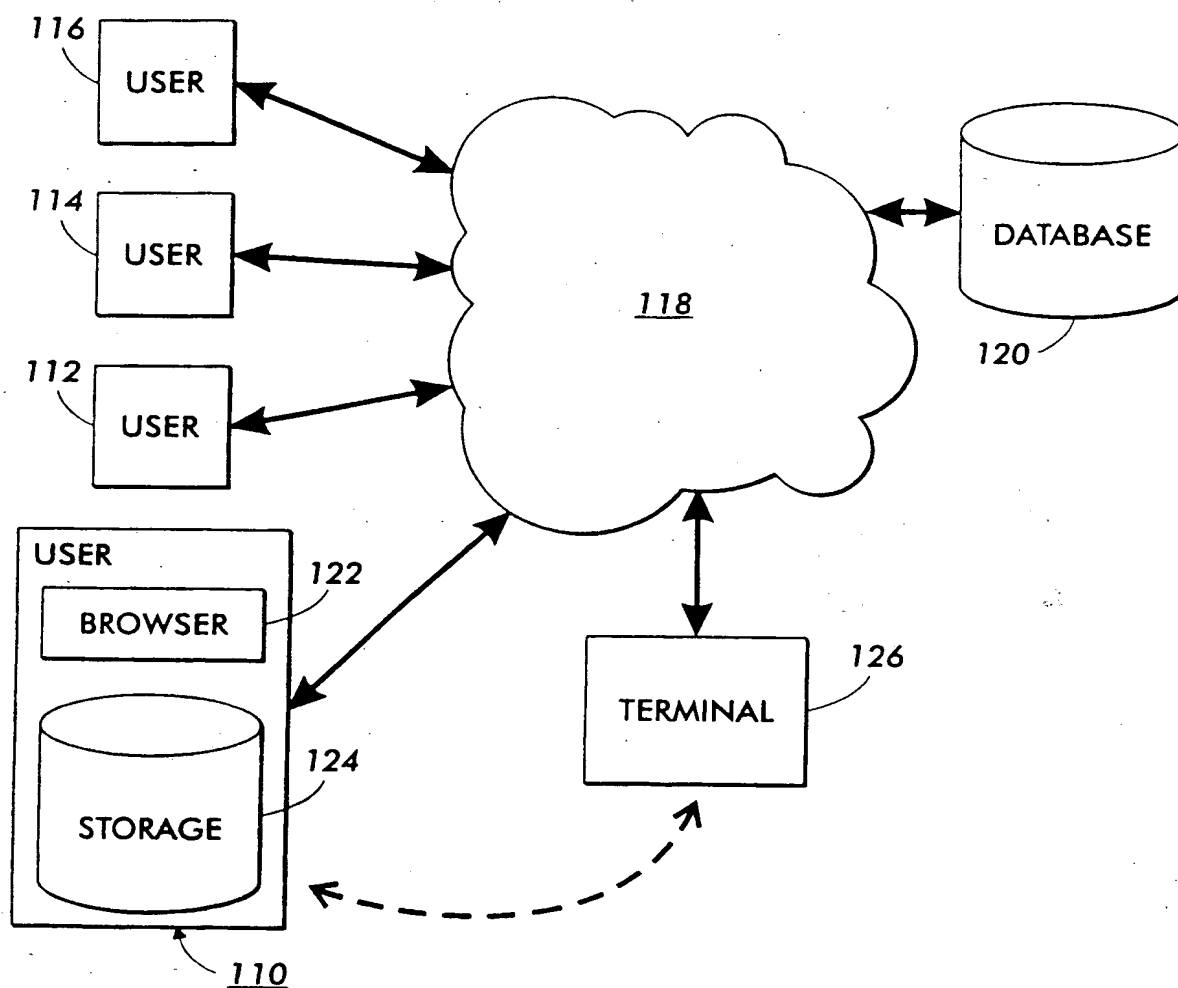 116
USER
114
USER
118
DATABASE
120
112
USER
USER
122
BROWSER
126
TERMINAL
124
STORAGE
110